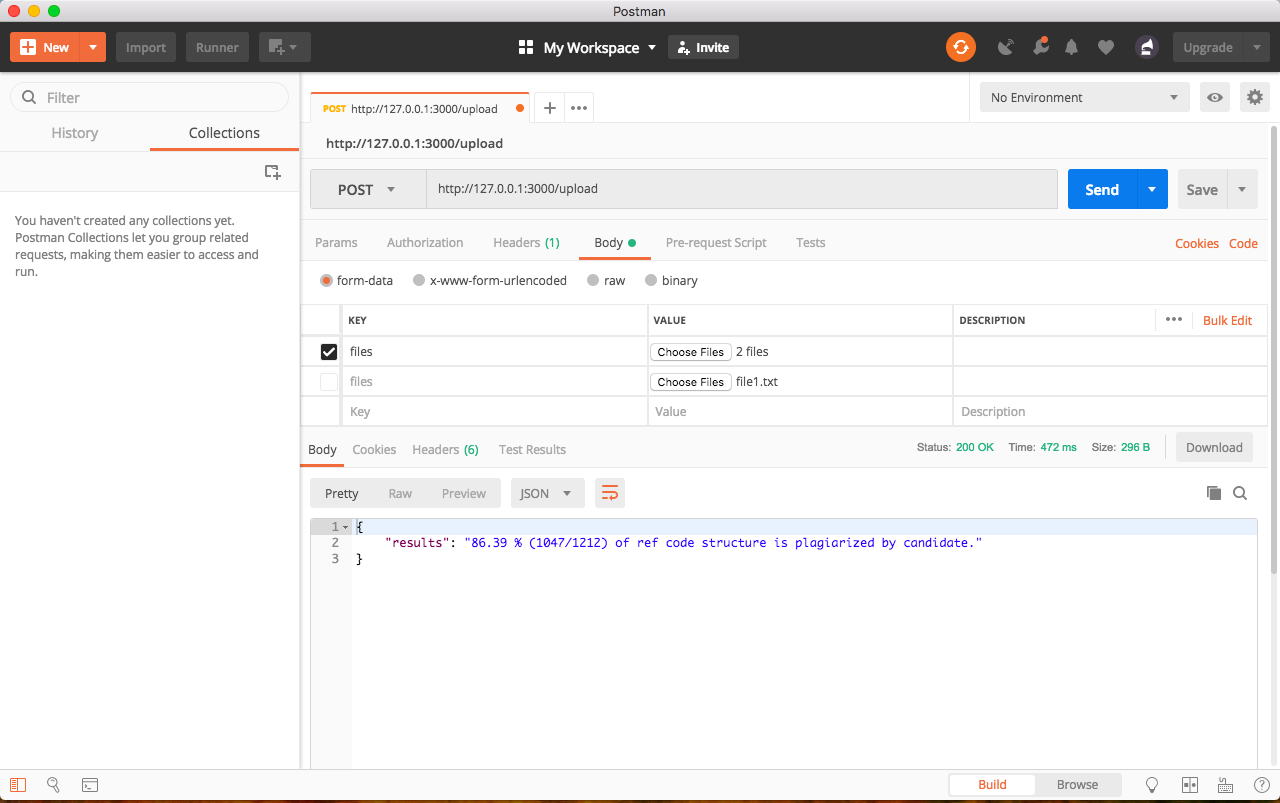 Postman
New
Import
Runner
My Workspace
Invite
Upgrade
Filter
History
Collections
You haven't created any collections yet.
Postman Collections let you group related
requests, making them easier to access and
run.
POST http://127.0.0.1:3000/upload
No Environment
http://127.0.0.1:3000/upload
POST
http://127.0.0.1:3000/upload
Send
Save
Params
Authorization
Headers (1)
Body
Pre-request Script
Tests
Cookies
Code
form-data
x-www-form-urlencoded
raw
binary
KEY
VALUE
DESCRIPTION
Bulk Edit
files
Choose Files 2 files
files
Choose Files file1.txt
Key
Value
Description
Body
Cookies
Headers (6)
Test Results
Status: 200 OK
Time: 472 ms
Size: 296 B
Download
Pretty
Raw
Preview
JSON
1 {
2 "results": "86.39 % (1047/1212) of ref code structure is plagiarized by candidate."
3 }
Build
Browse